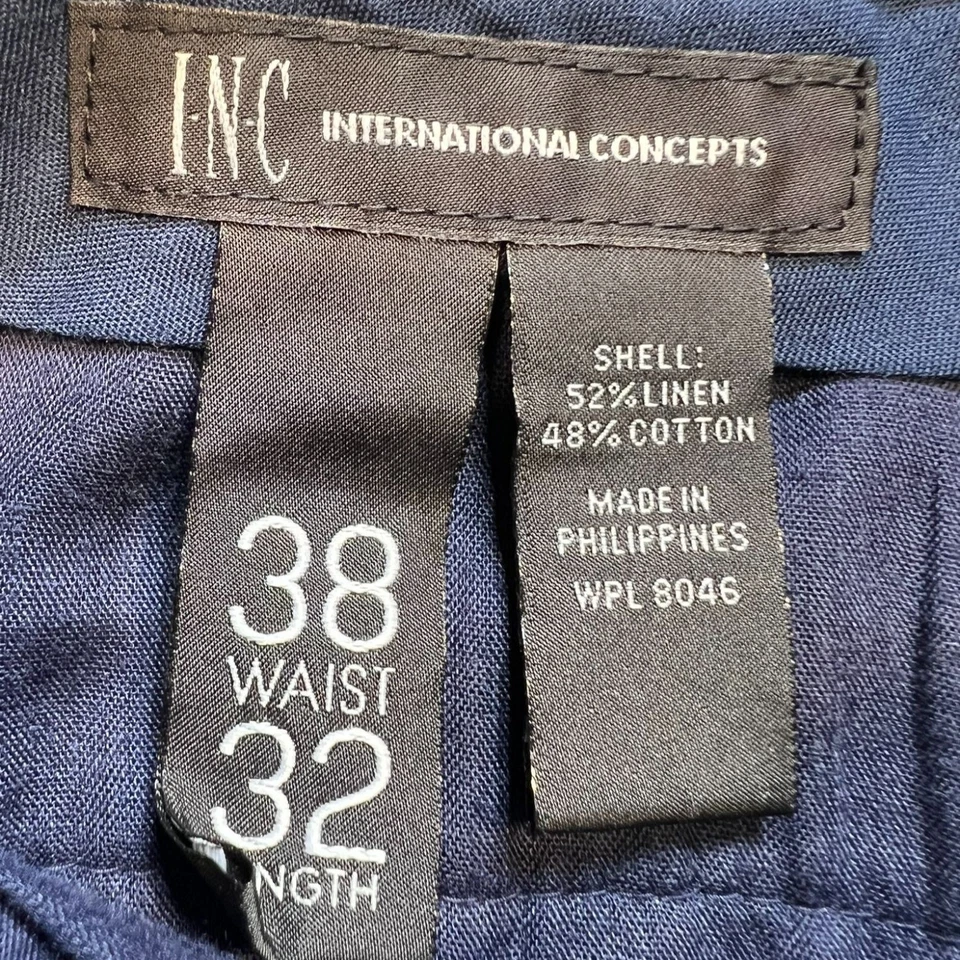 I·N·C INTERNATIONAL CONCEPTS
38
WAIST
32
NGTH
SHELL:
52% LINEN
48% COTTON
MADE IN
PHILIPPINES
WPL 8046